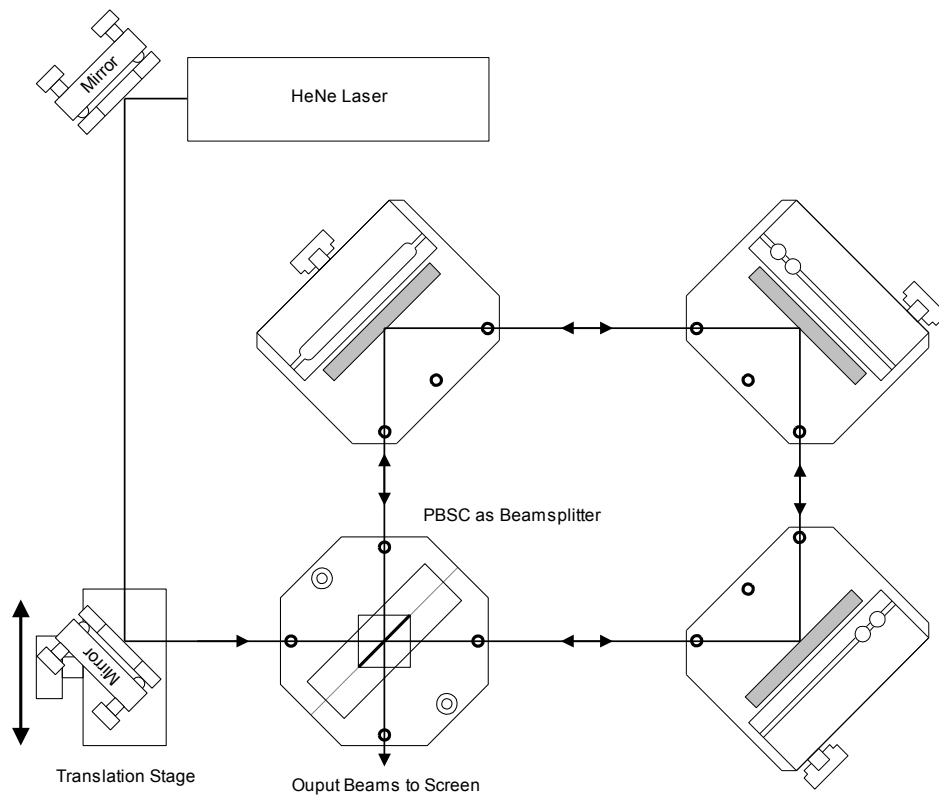 Mirror
HeNe Laser
PBSC as Beamsplitter
Mirror
Translation Stage
Ouput Beams to Screen